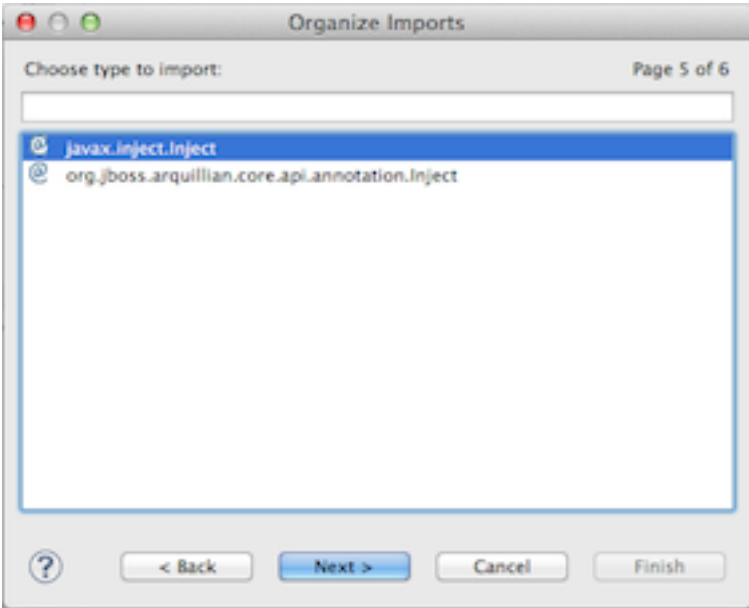 Organize Imports
Choose type to import:
Page 5 of 6
@ javax.inject.Inject
@ org.jboss.arquillian.core.api.annotation.Inject
?
< Back
Next >
Cancel
Finish